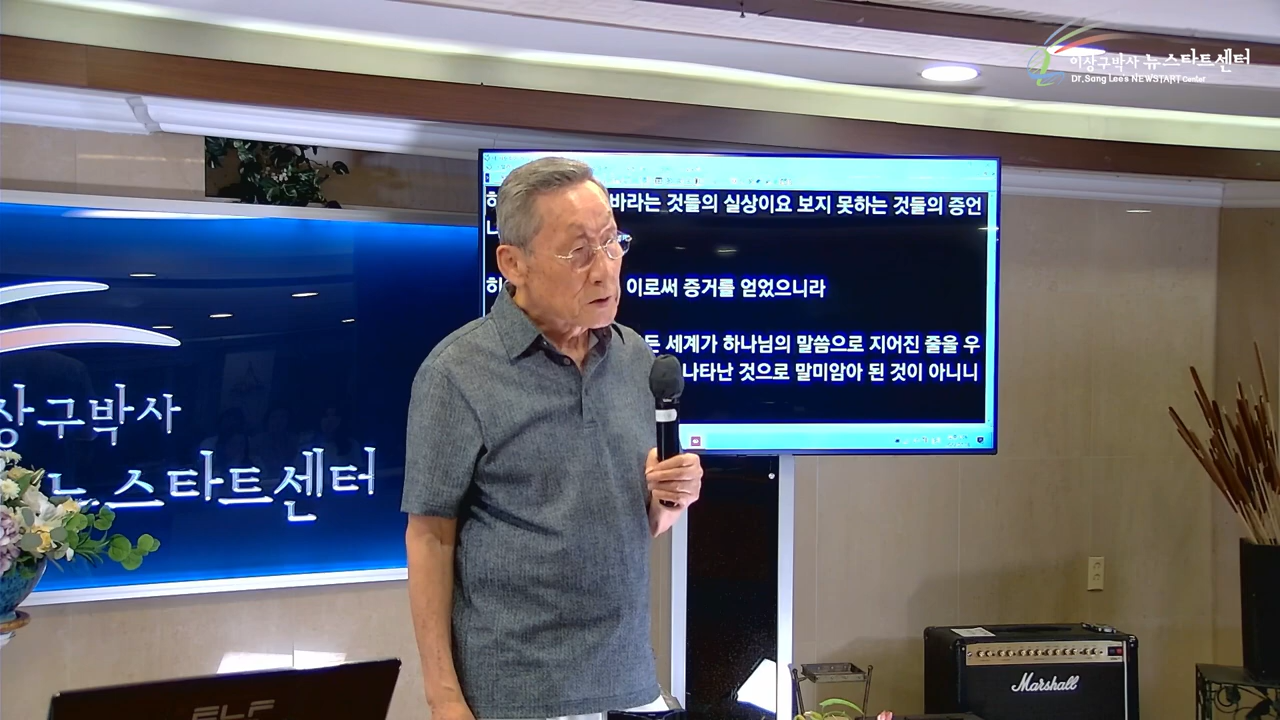 이상구박사 뉴스타트센터
Dr.Sang Lee's NEWSTART Center
바라는 것들의 실상이요 보지 못하는 것들의 증언
이로써 증거를 얻었으니라
든 세계가 하나님의 말씀으로 지어진 줄을 우
나타난 것으로 말미암아 된 것이 아니니
상구박사
뉴스타트센터
Marshall